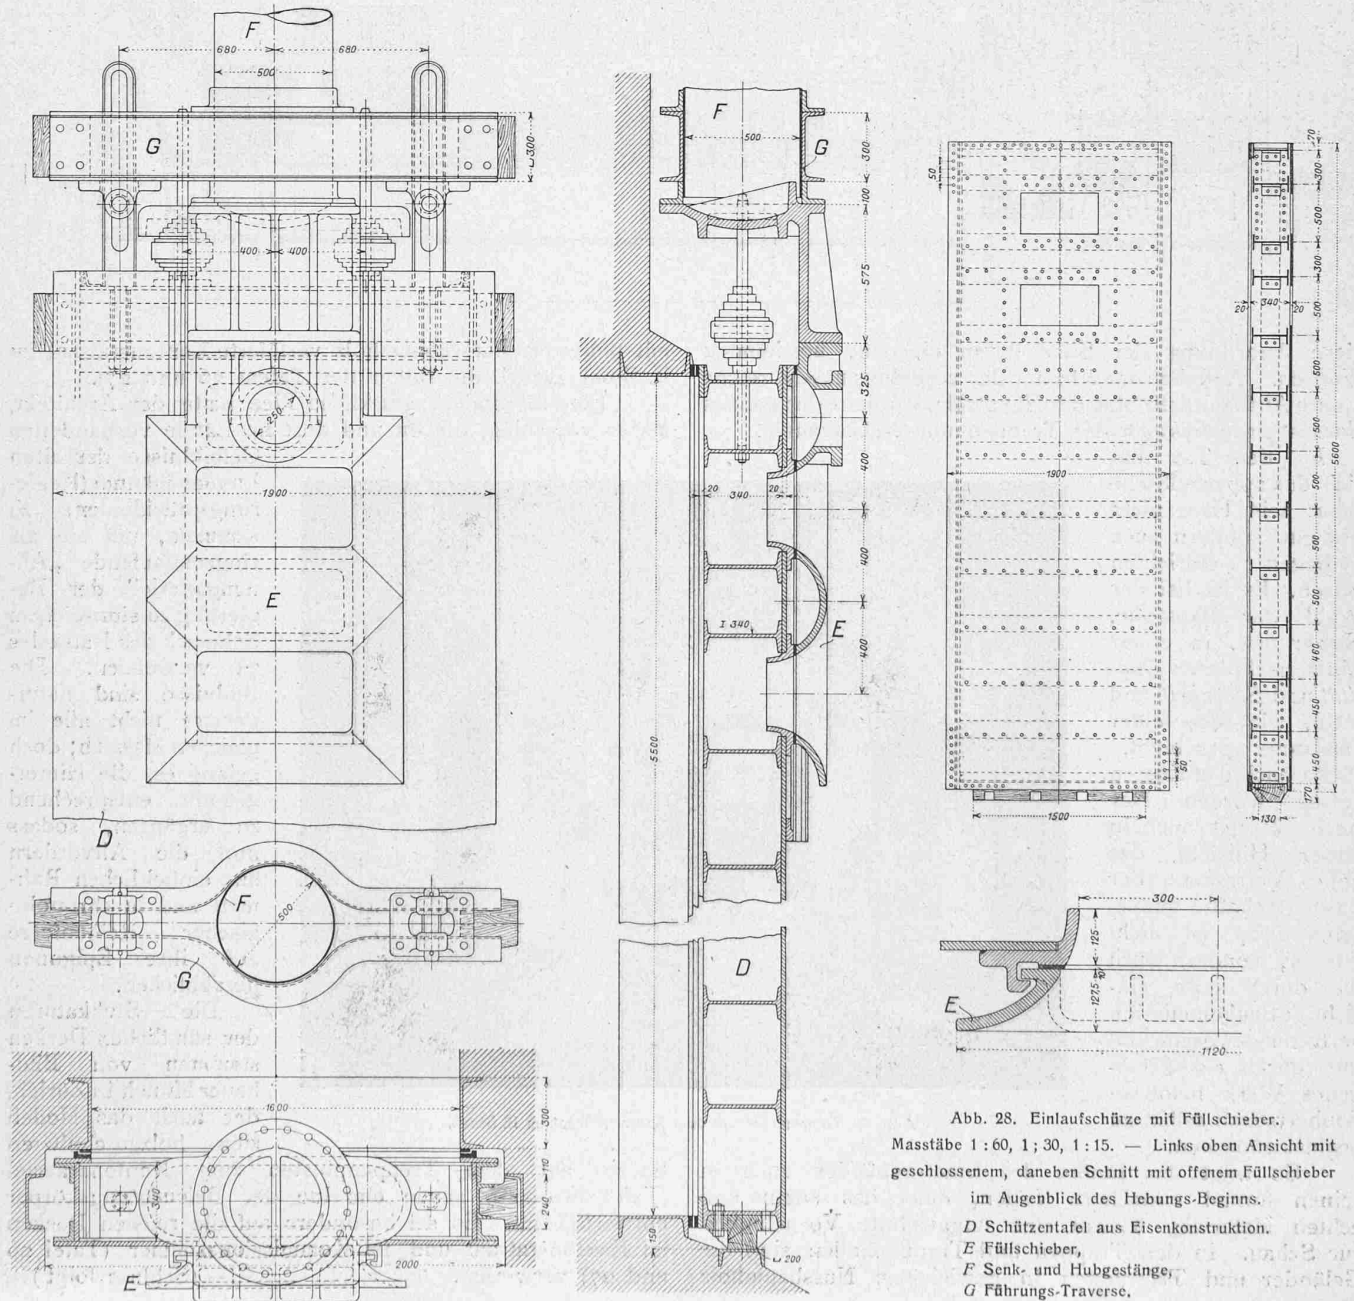 F
680
680
500
G
⊔300
400
400
250
1900
E
D
F
500
G
1600
300
110
340
240
2000
E
F
500
G
300
100
575
325
400
20
340
20
400
E
I 340
400
5500
D
150
⊔ 200
50
1900
50
1500
70
300
500
300
20
340
20
500
500
500
500
500
500
460
450
450
170
130
5600
300
125
10
127,5
E
1120
Abb. 28. Einlaufschütze mit Füllschieber.
Masstäbe 1 : 60, 1 ; 30, 1 : 15. — Links oben Ansicht mit
geschlossenem, daneben Schnitt mit offenem Füllschieber
im Augenblick des Hebungs-Beginns.
D Schützentafel aus Eisenkonstruktion.
E Füllschieber,
F Senk- und Hubgestänge,
G Führungs-Traverse.